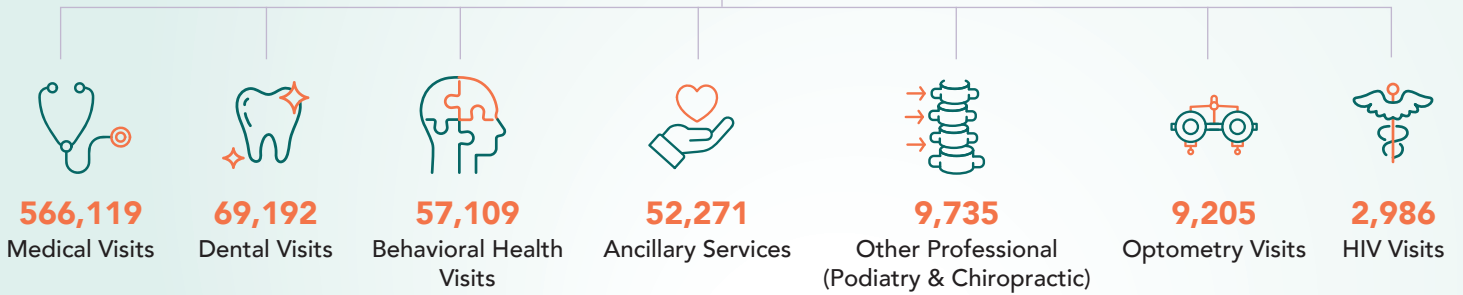 566,119
Medical Visits
69,192
Dental Visits
57,109
Behavioral Health
Visits
52,271
Ancillary Services
9,735
Other Professional
(Podiatry & Chiropractic)
9,205
Optometry Visits
2,986
HIV Visits